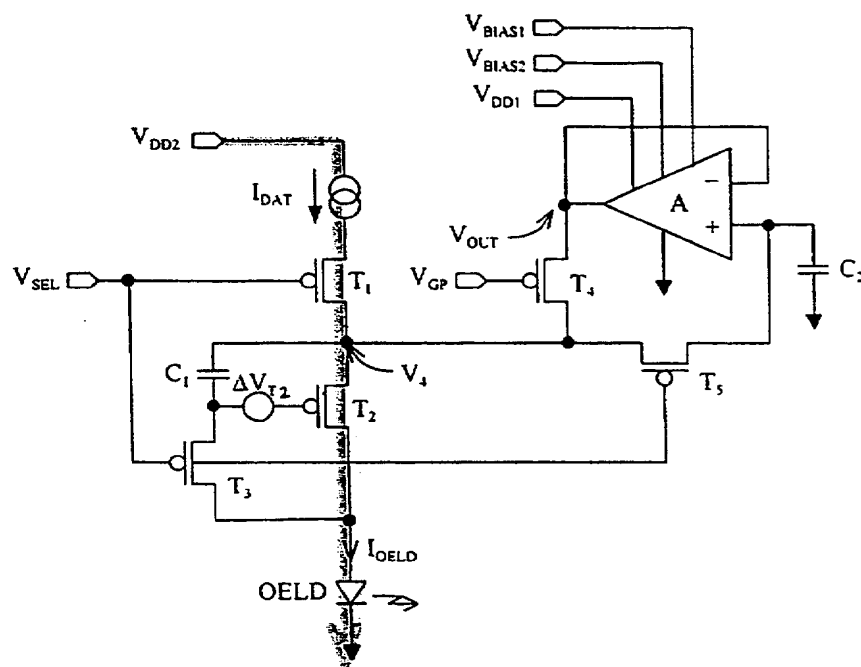 V_BIAS1
V_BIAS2
V_DD1
V_DD2
I_DAT
A
−
+
V_OUT
V_SEL
T_1
V_GP
T_4
C_2
C_1
ΔV_T2
V_4
T_2
T_5
T_3
I_OELD
OELD